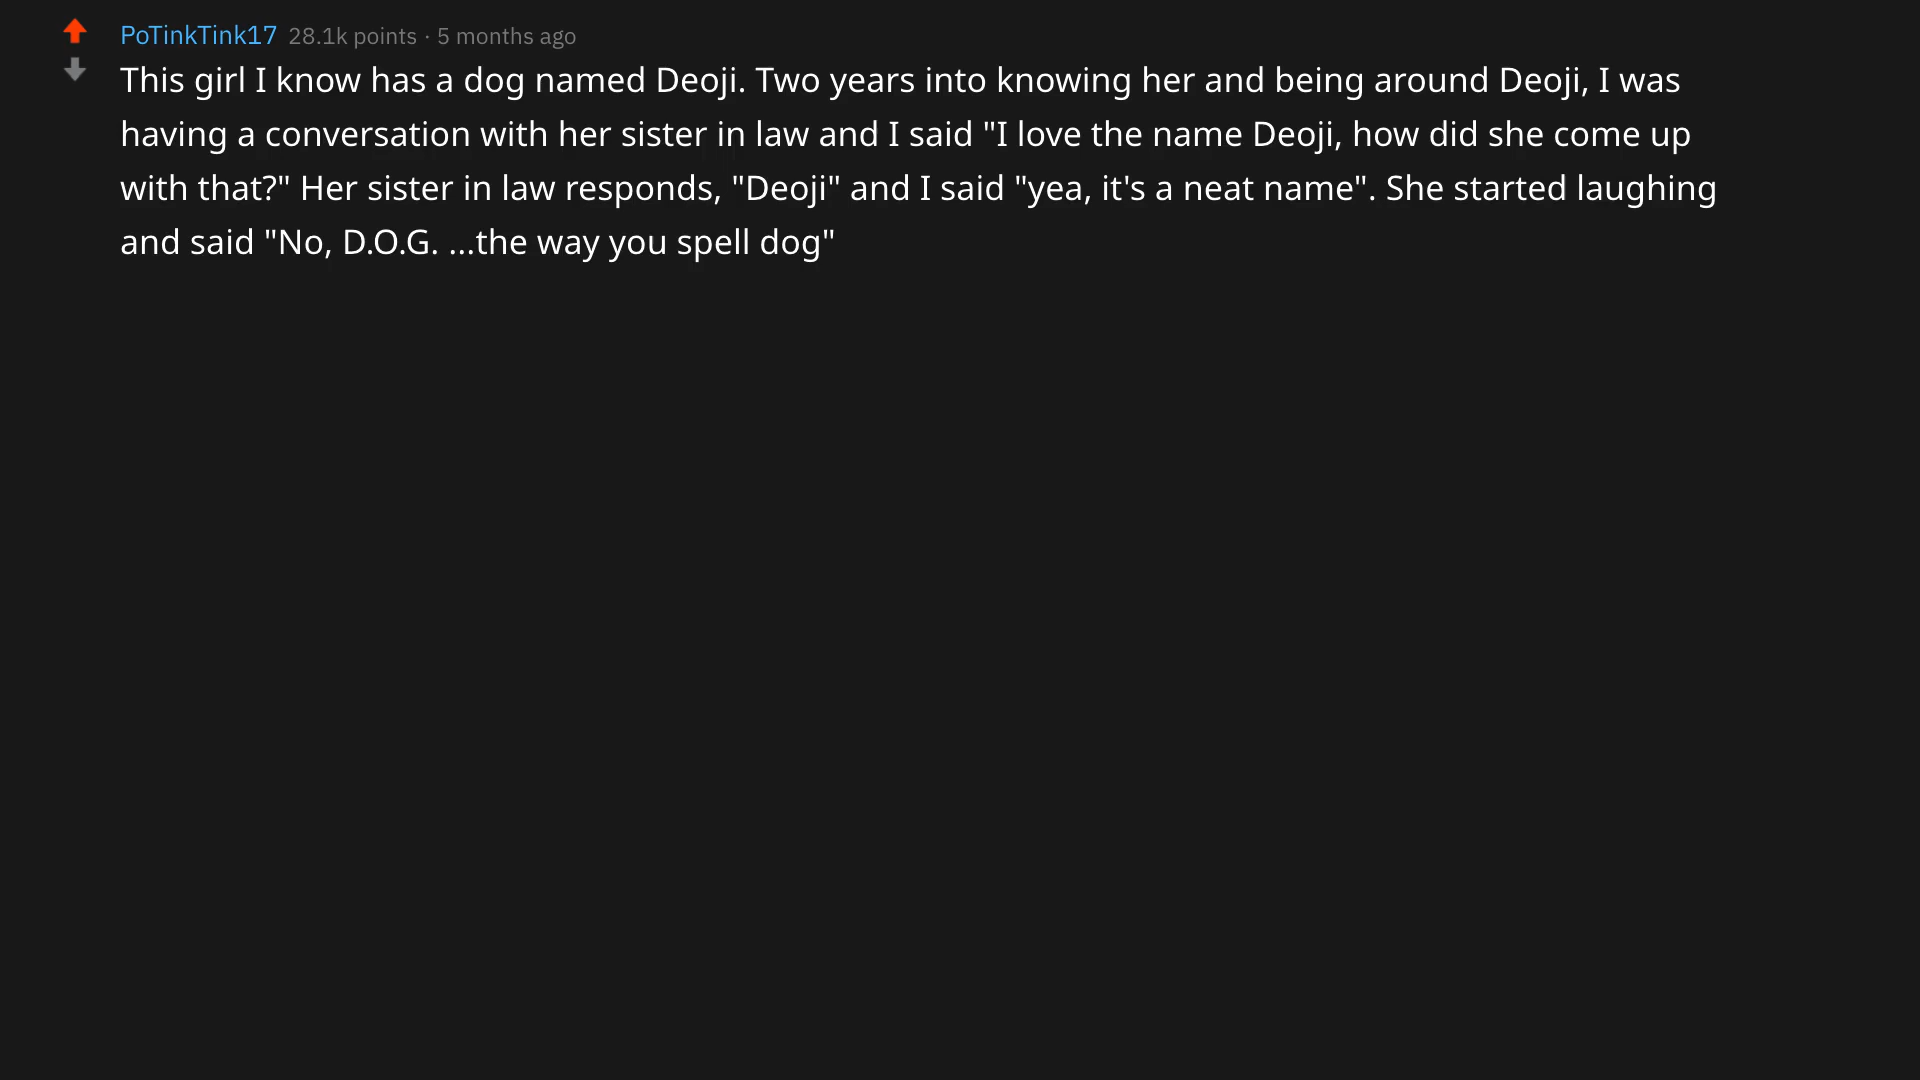 PoTinkTink17 28.1k points · 5 months ago
This girl I know has a dog named Deoji. Two years into knowing her and being around Deoji, I was
having a conversation with her sister in law and I said "I love the name Deoji, how did she come up
with that?" Her sister in law responds, "Deoji" and I said "yea, it's a neat name". She started laughing
and said "No, D.O.G. ...the way you spell dog"